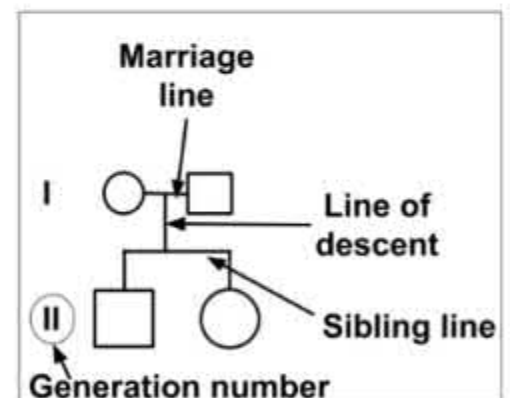 Marriage
line
I
Line of
descent
II
Sibling line
Generation number